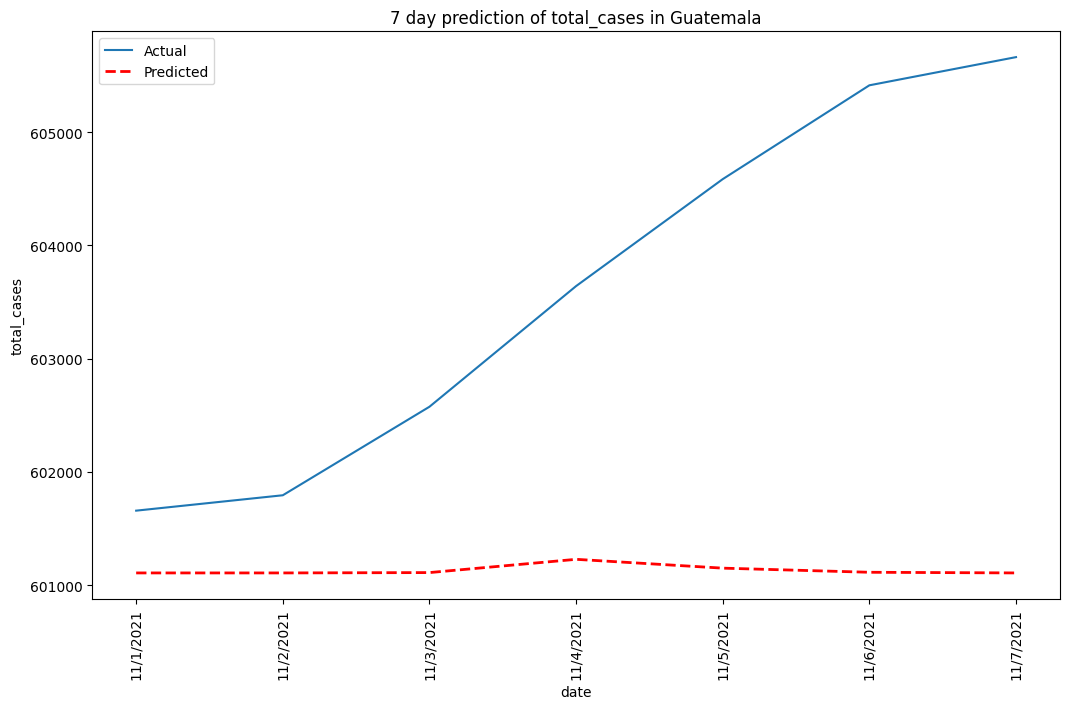 7 day prediction of total_cases in Guatemala
Actual
Predicted
605000
604000
603000
602000
601000
total_cases
11/1/2021
11/2/2021
11/3/2021
11/4/2021
11/5/2021
11/6/2021
11/7/2021
date